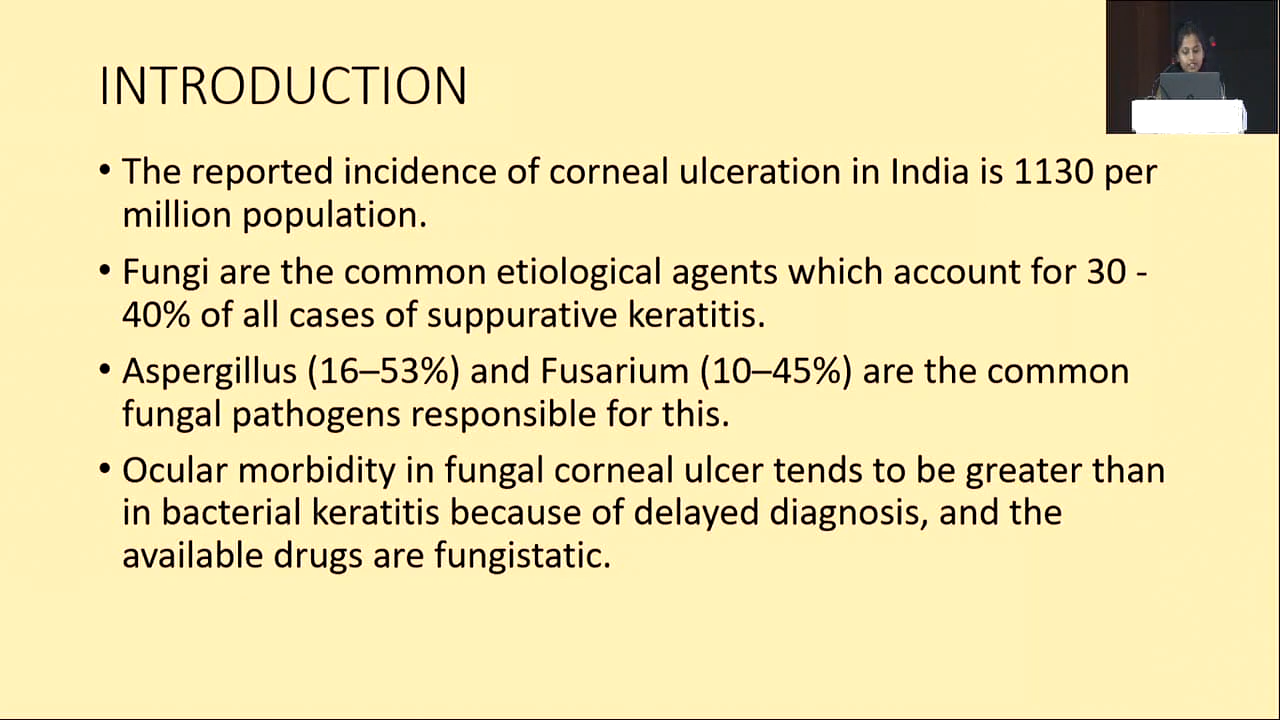 INTRODUCTION
• The reported incidence of corneal ulceration in India is 1130 per
million population.
• Fungi are the common etiological agents which account for 30 -
40% of all cases of suppurative keratitis.
• Aspergillus (16–53%) and Fusarium (10–45%) are the common
fungal pathogens responsible for this.
• Ocular morbidity in fungal corneal ulcer tends to be greater than
in bacterial keratitis because of delayed diagnosis, and the
available drugs are fungistatic.